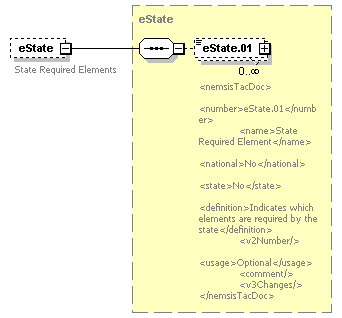 eState
eState
eState.01
State Required Elements
0..∞
<nemsisTacDoc>
<number>eState.01</numb
er>
<name>State
Required Element</name>
<national>No</national>
<state>No</state>
<definition>Indicates which
elements are required by the
state</definition>
<v2Number/>
<usage>Optional</usage>
<comment/>
<v3Changes/>
</nemsisTacDoc>